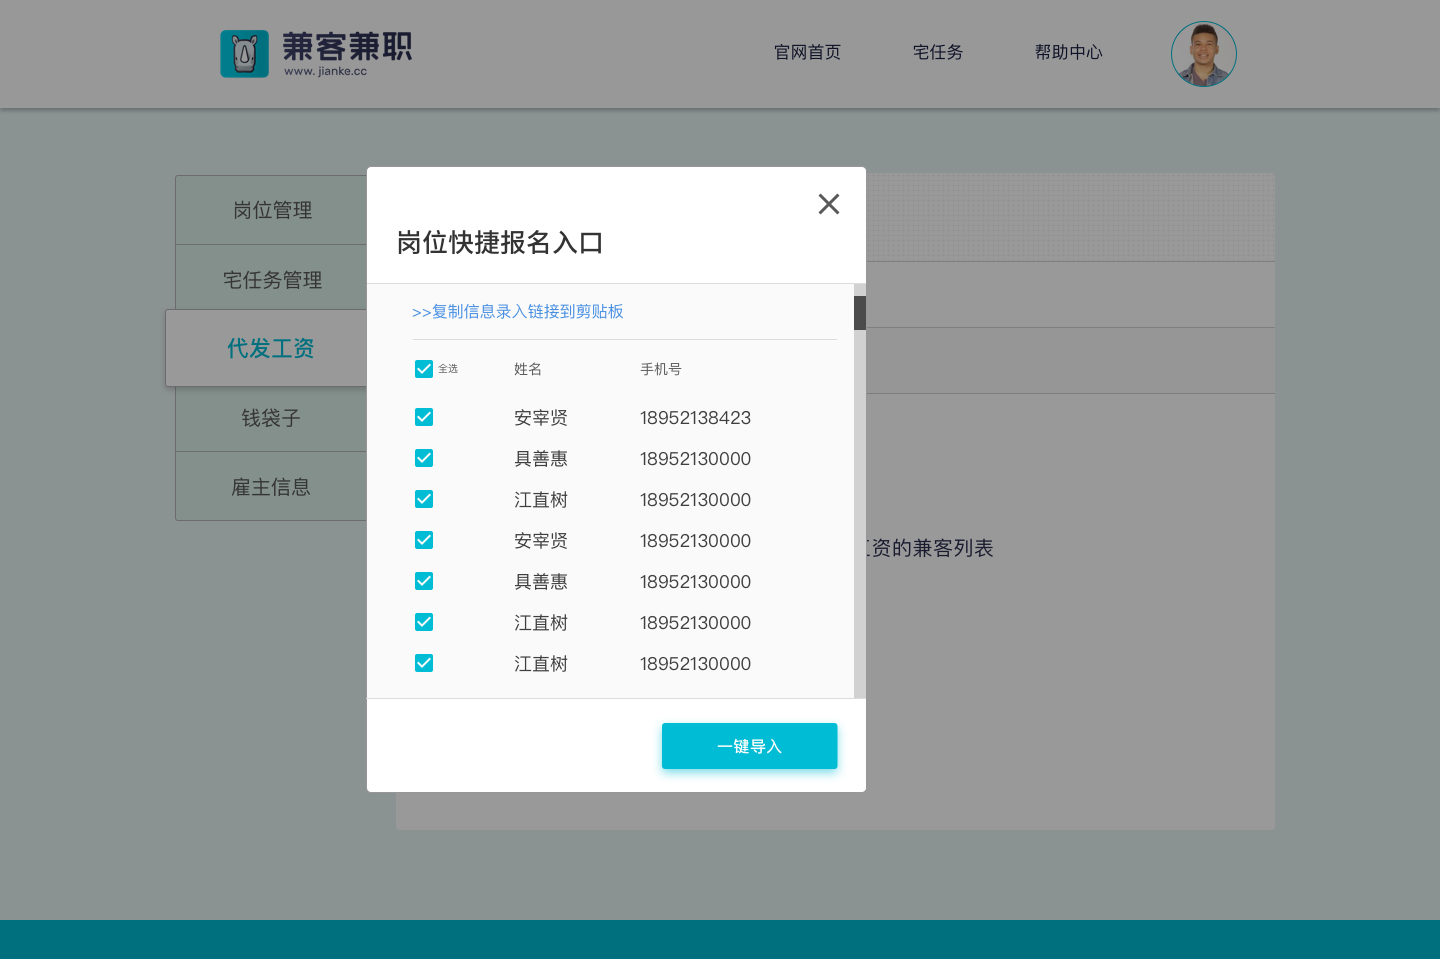 兼客兼职
www. jianke.cc
官网首页 宅任务 帮助中心
岗位管理
宅任务管理
代发工资
钱袋子
雇主信息
岗位快捷报名入口
>>复制信息录入链接到剪贴板
全选 姓名 手机号
安宰贤 18952138423
具善惠 18952130000
江直树 18952130000
安宰贤 18952130000
具善惠 18952130000
江直树 18952130000
江直树 18952130000
资的兼客列表
一键导入